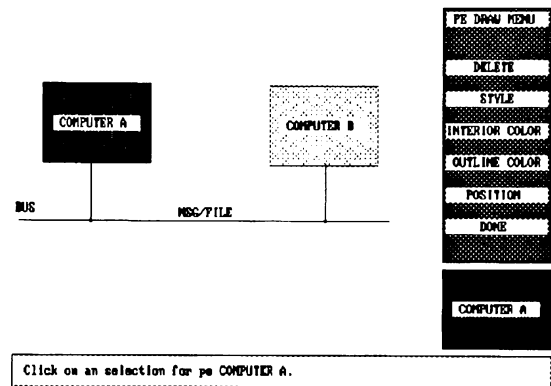 COMPUTER A
COMPUTER B
BUS
MSG/FILE
PE DRAW MENU
DELETE
STYLE
INTERIOR COLOR
OUTLINE COLOR
POSITION
DONE
COMPUTER A
Click on an selection for pe COMPUTER A.